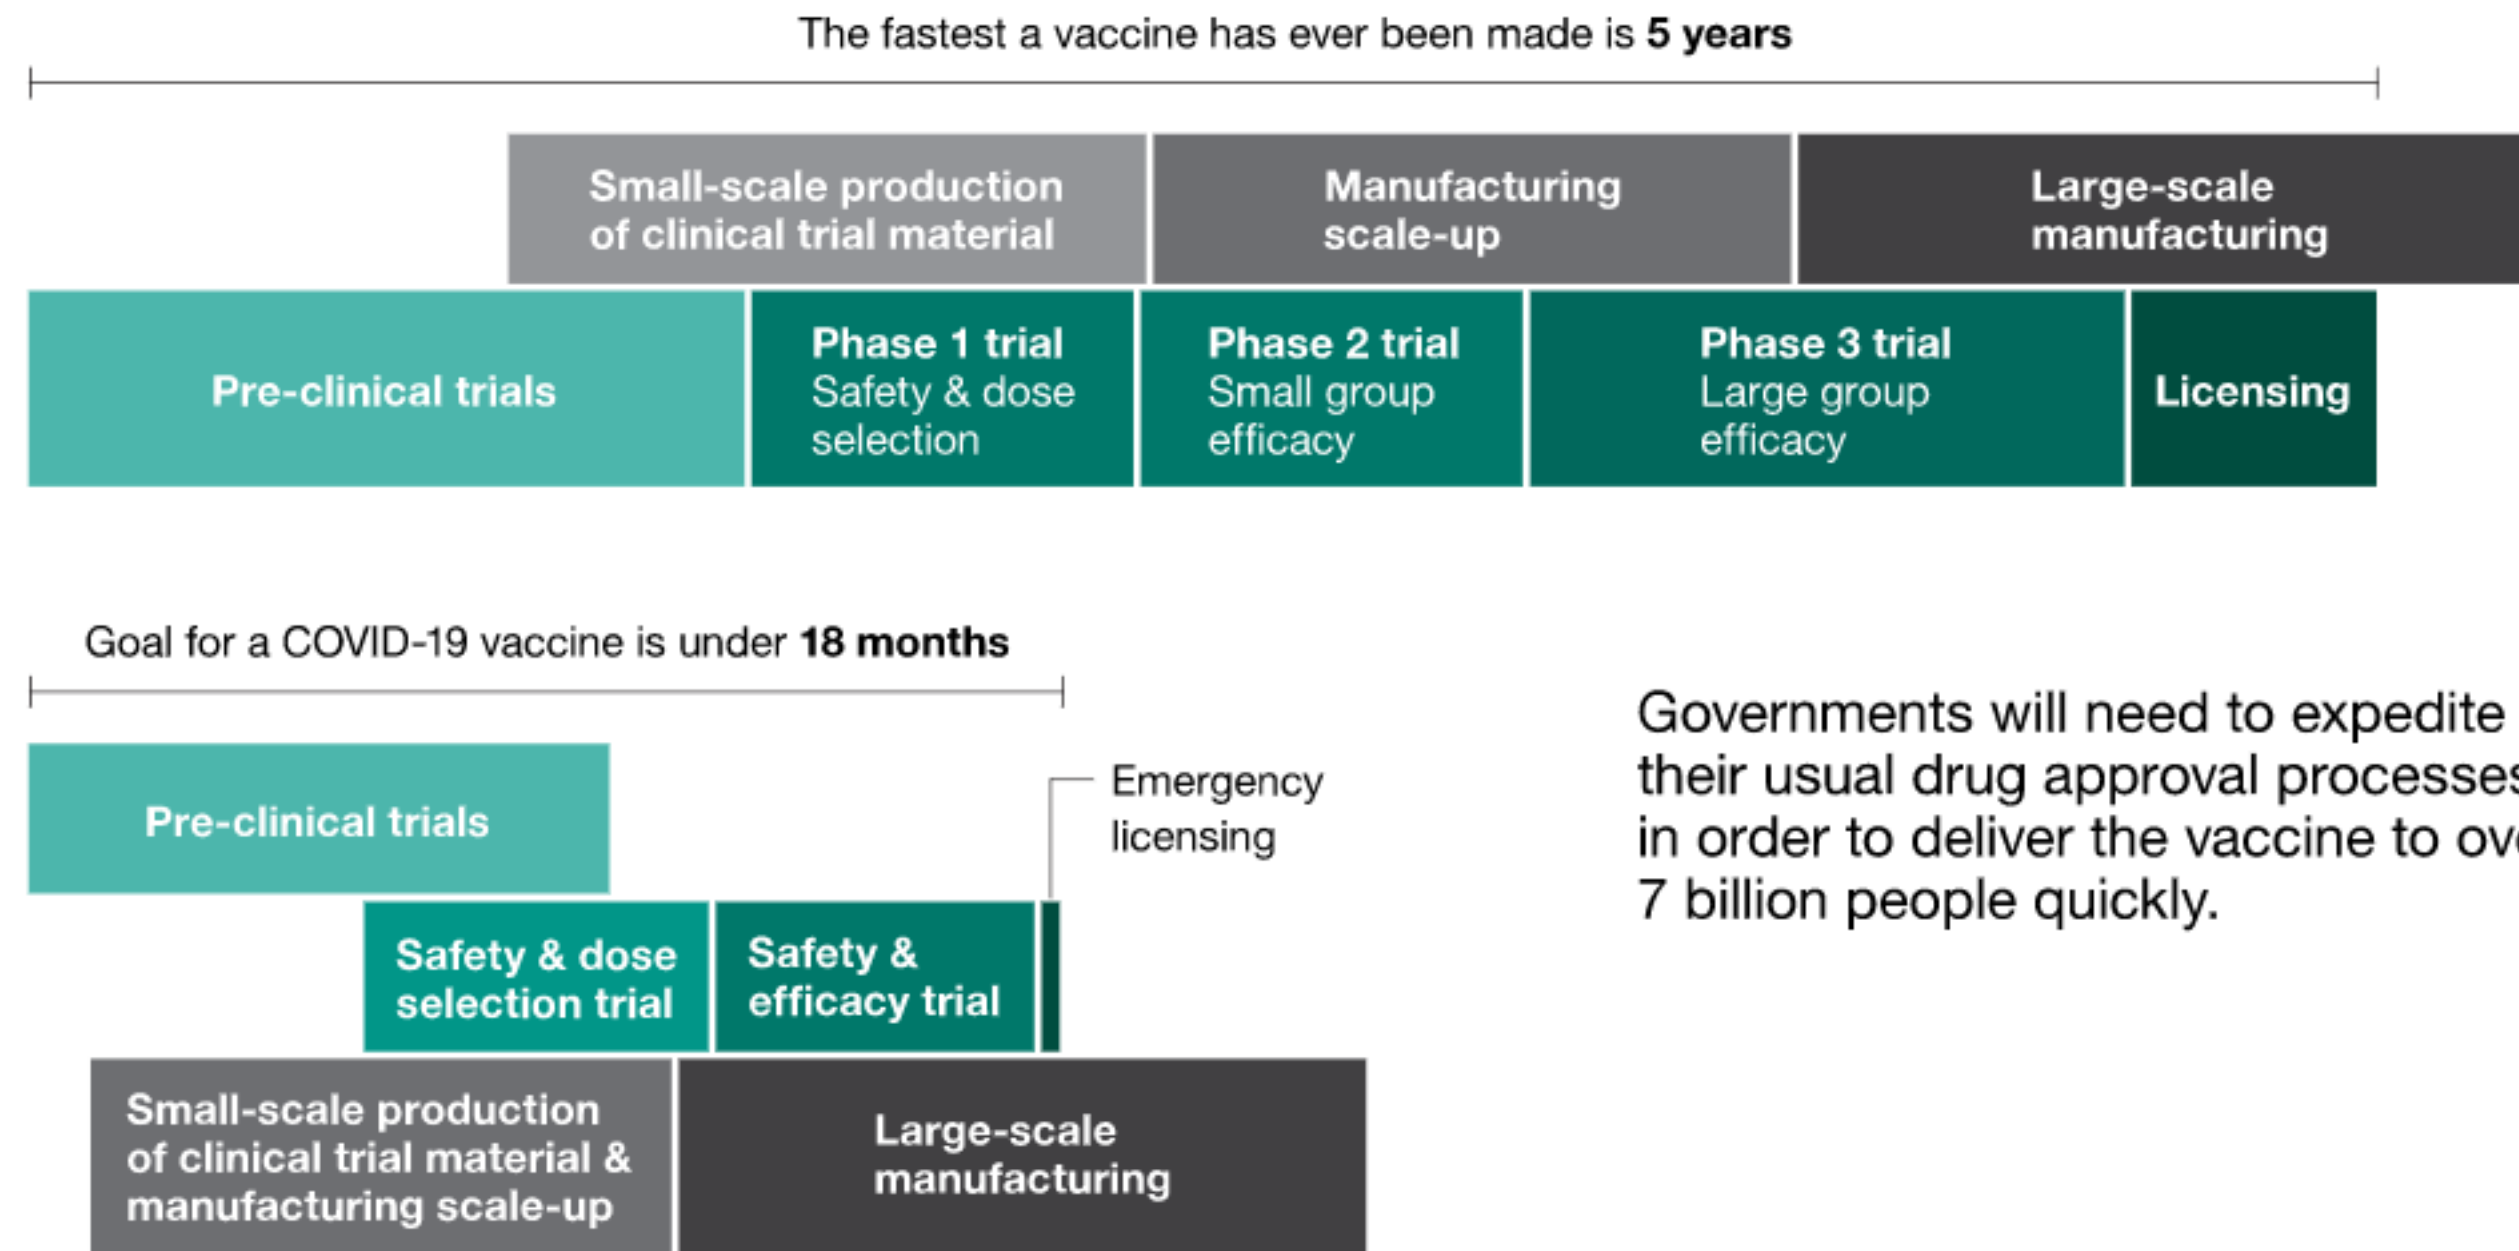 The fastest a vaccine has ever been made is 5 years
Small-scale production
of clinical trial material
Manufacturing
scale-up
Large-scale
manufacturing
Pre-clinical trials
Phase 1 trial
Safety & dose
selection
Phase 2 trial
Small group
efficacy
Phase 3 trial
Large group
efficacy
Licensing
Goal for a COVID-19 vaccine is under 18 months
Pre-clinical trials
Emergency
licensing
Safety & dose
selection trial
Safety &
efficacy trial
Small-scale production
of clinical trial material &
manufacturing scale-up
Large-scale
manufacturing
Governments will need to expedite
their usual drug approval processes
in order to deliver the vaccine to
7 billion people quickly.